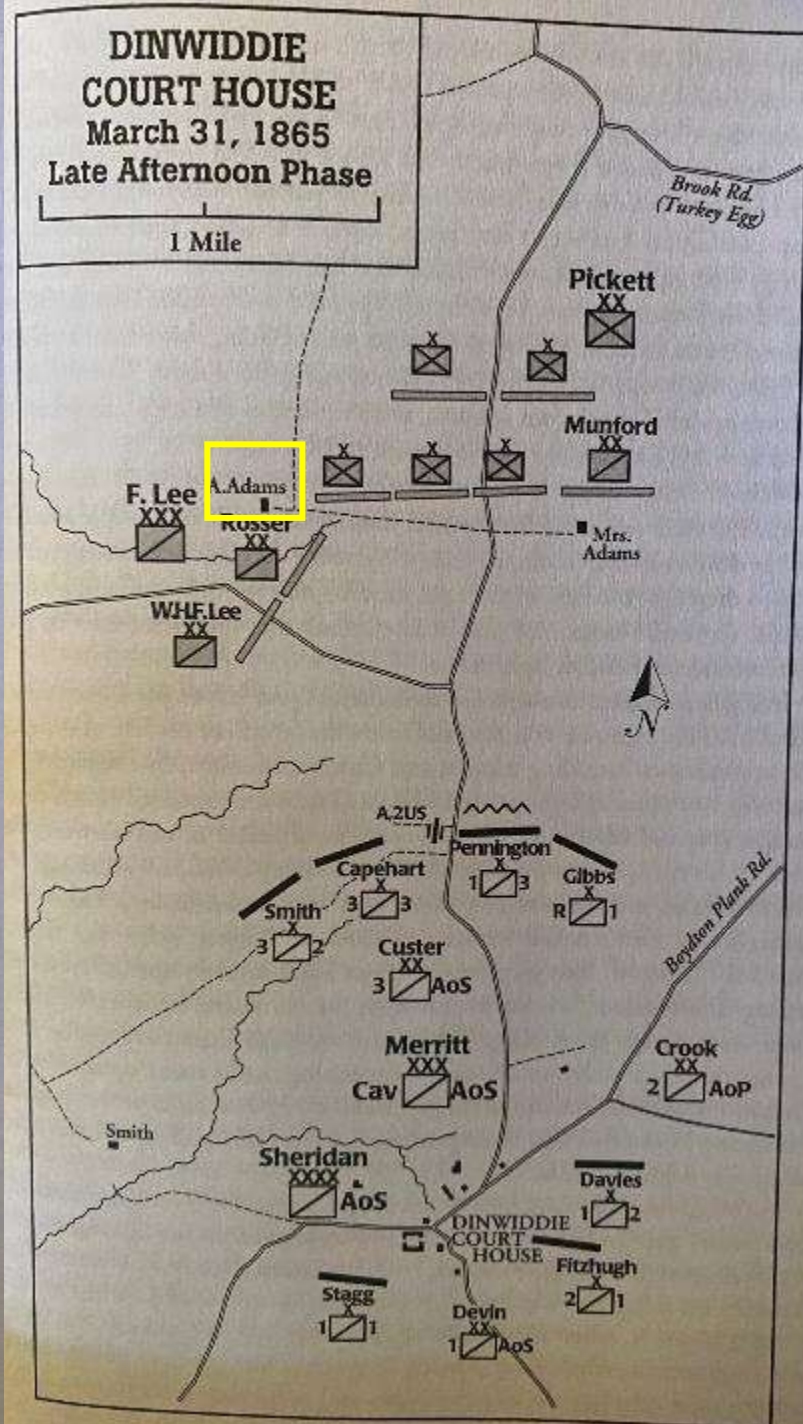 DINWIDDIE
COURT HOUSE
March 31, 1865
Late Afternoon Phase
1 Mile
Brook Rd.
(Turkey Egg)
Pickett
XX
X
X
Munford
XX
X
X
X
A.Adams
F. Lee
XXX
Rosser
XX
Mrs.
Adams
W.H.F.Lee
XX
N
A.2US
Pennington
X
1 3
Capehart
X
3 3
Gibbs
X
R 1
Smith
X
3 2
Boydton Plank Rd.
Custer
XX
3 AoS
Merritt
XXX
Cav AoS
Crook
XX
2 AoP
Smith
Sheridan
XXXX
AoS
Davies
X
1 2
DINWIDDIE
COURT
HOUSE
Fitzhugh
X
2 1
Stagg
X
1 1
Devin
XX
1 AoS